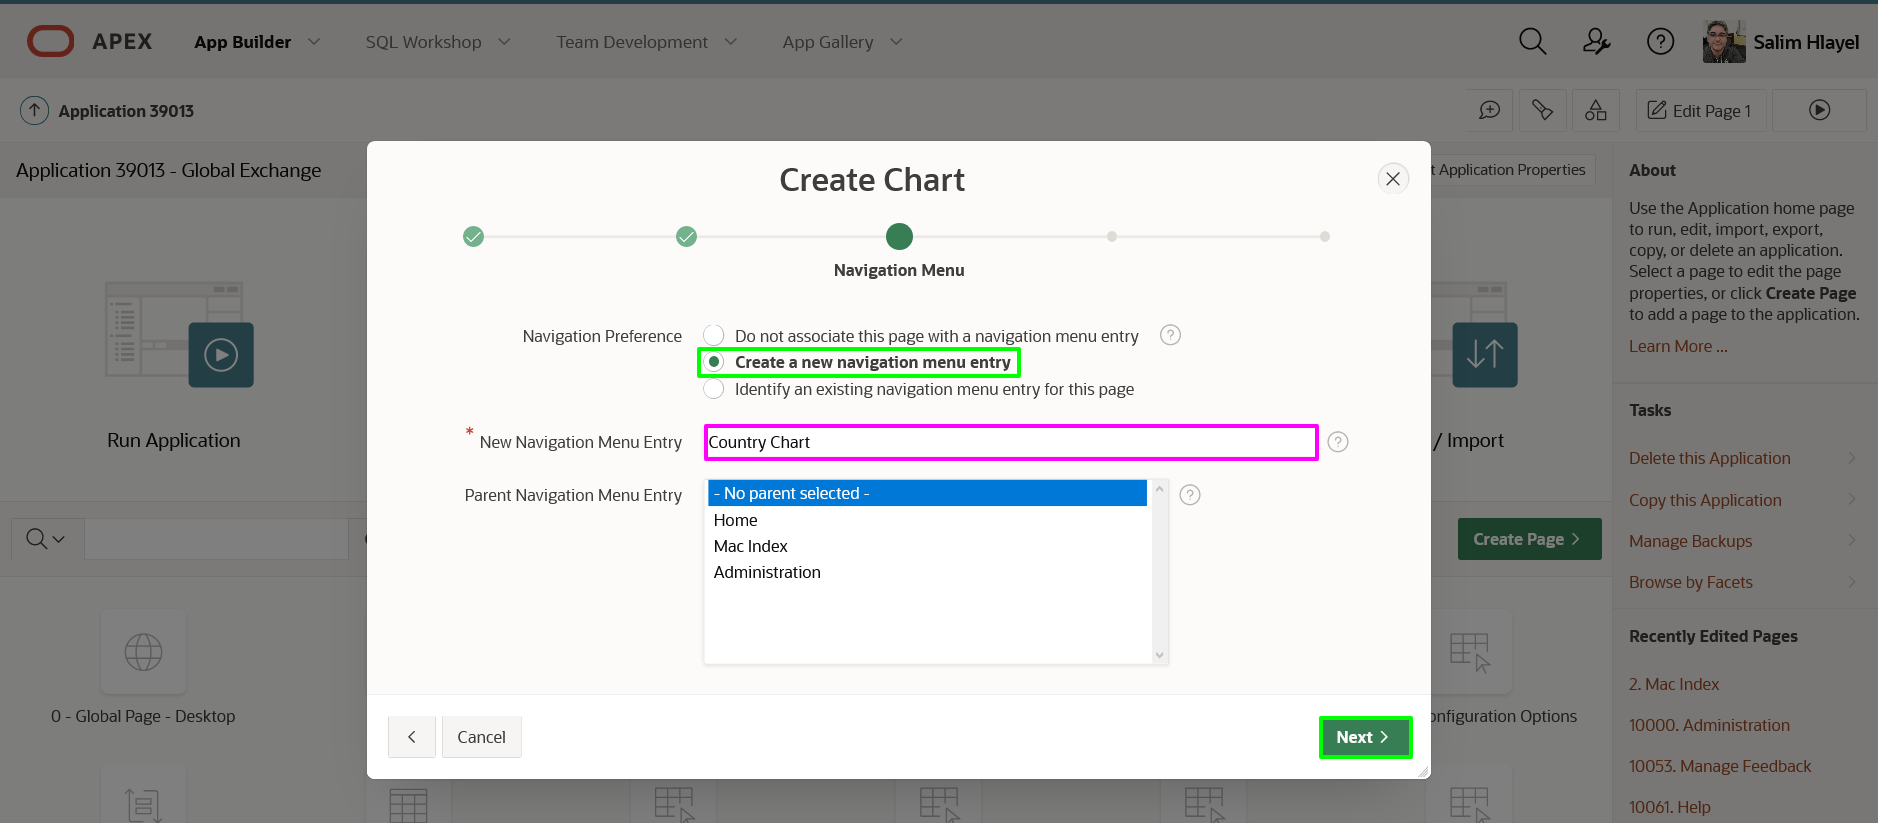 APEX
App Builder
SQL Workshop
Team Development
App Gallery
Salim Hlayel
Application 39013
Edit Page 1
Application 39013 - Global Exchange
t Application Properties
Run Application
/ Import
Create Page
0 - Global Page - Desktop
onfiguration Options
Create Chart
Navigation Menu
Navigation Preference
Do not associate this page with a navigation menu entry
Create a new navigation menu entry
Identify an existing navigation menu entry for this page
* New Navigation Menu Entry
Country Chart
Parent Navigation Menu Entry
- No parent selected -
Home
Mac Index
Administration
Cancel
Next
About
Use the Application home page
to run, edit, import, export,
copy, or delete an application.
Select a page to edit the page
properties, or click Create Page
to add a page to the application.
Learn More ...
Tasks
Delete this Application
Copy this Application
Manage Backups
Browse by Facets
Recently Edited Pages
2. Mac Index
10000. Administration
10053. Manage Feedback
10061. Help